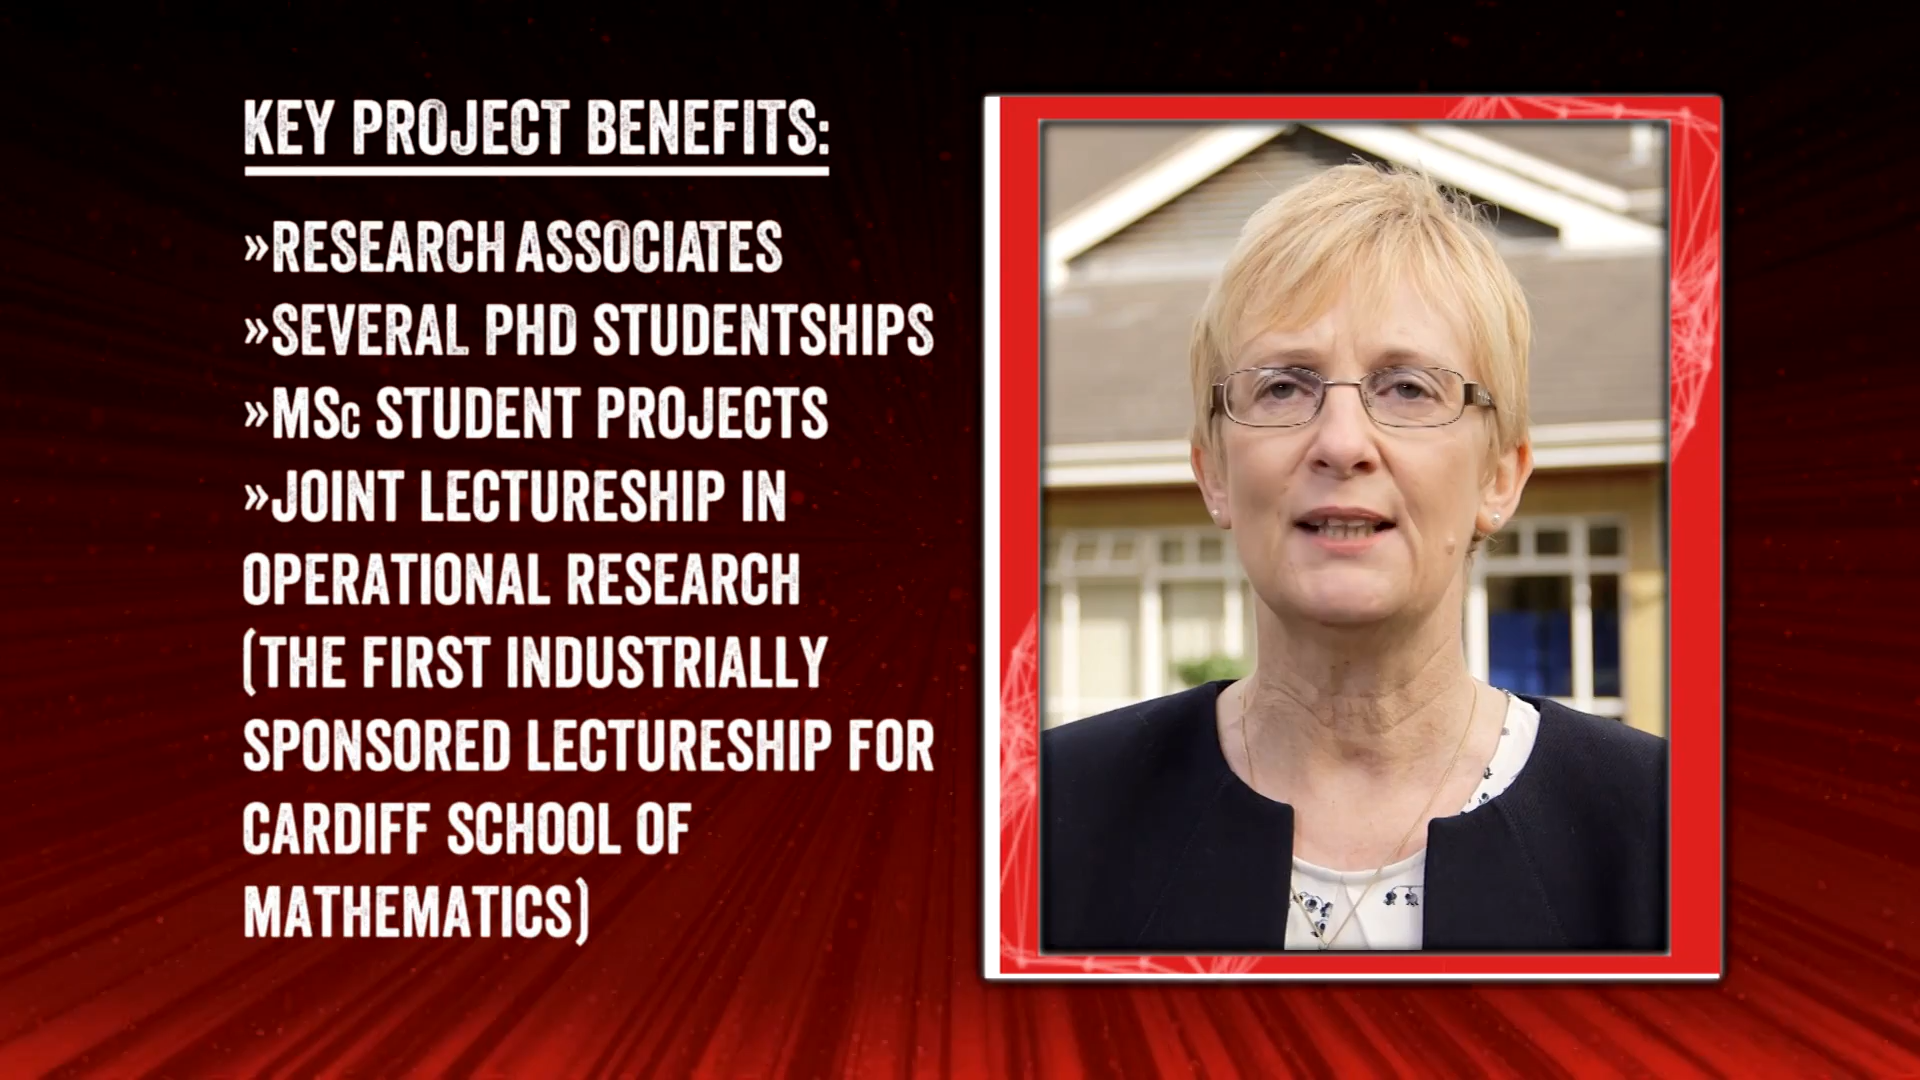 KEY PROJECT BENEFITS:
»RESEARCH ASSOCIATES
»SEVERAL PHD STUDENTSHIPS
»MSc STUDENT PROJECTS
»JOINT LECTURESHIP IN
OPERATIONAL RESEARCH
(THE FIRST INDUSTRIALLY
SPONSORED LECTURESHIP FOR
CARDIFF SCHOOL OF
MATHEMATICS)